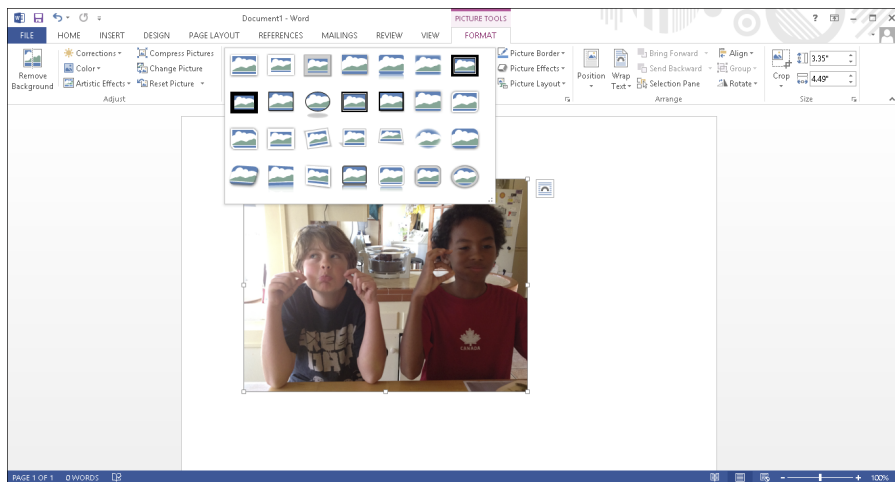 Document1 - Word
PICTURE TOOLS
?
FILE HOME INSERT DESIGN PAGE LAYOUT REFERENCES MAILINGS REVIEW VIEW FORMAT
Remove Background
Corrections
Color
Artistic Effects
Compress Pictures
Change Picture
Reset Picture
Adjust
Picture Border
Picture Effects
Picture Layout
Position
Wrap Text
Bring Forward
Send Backward
Selection Pane
Align
Group
Rotate
Arrange
Crop
3.35"
4.49"
Size
CANADA
PAGE 1 OF 1 0 WORDS
100%